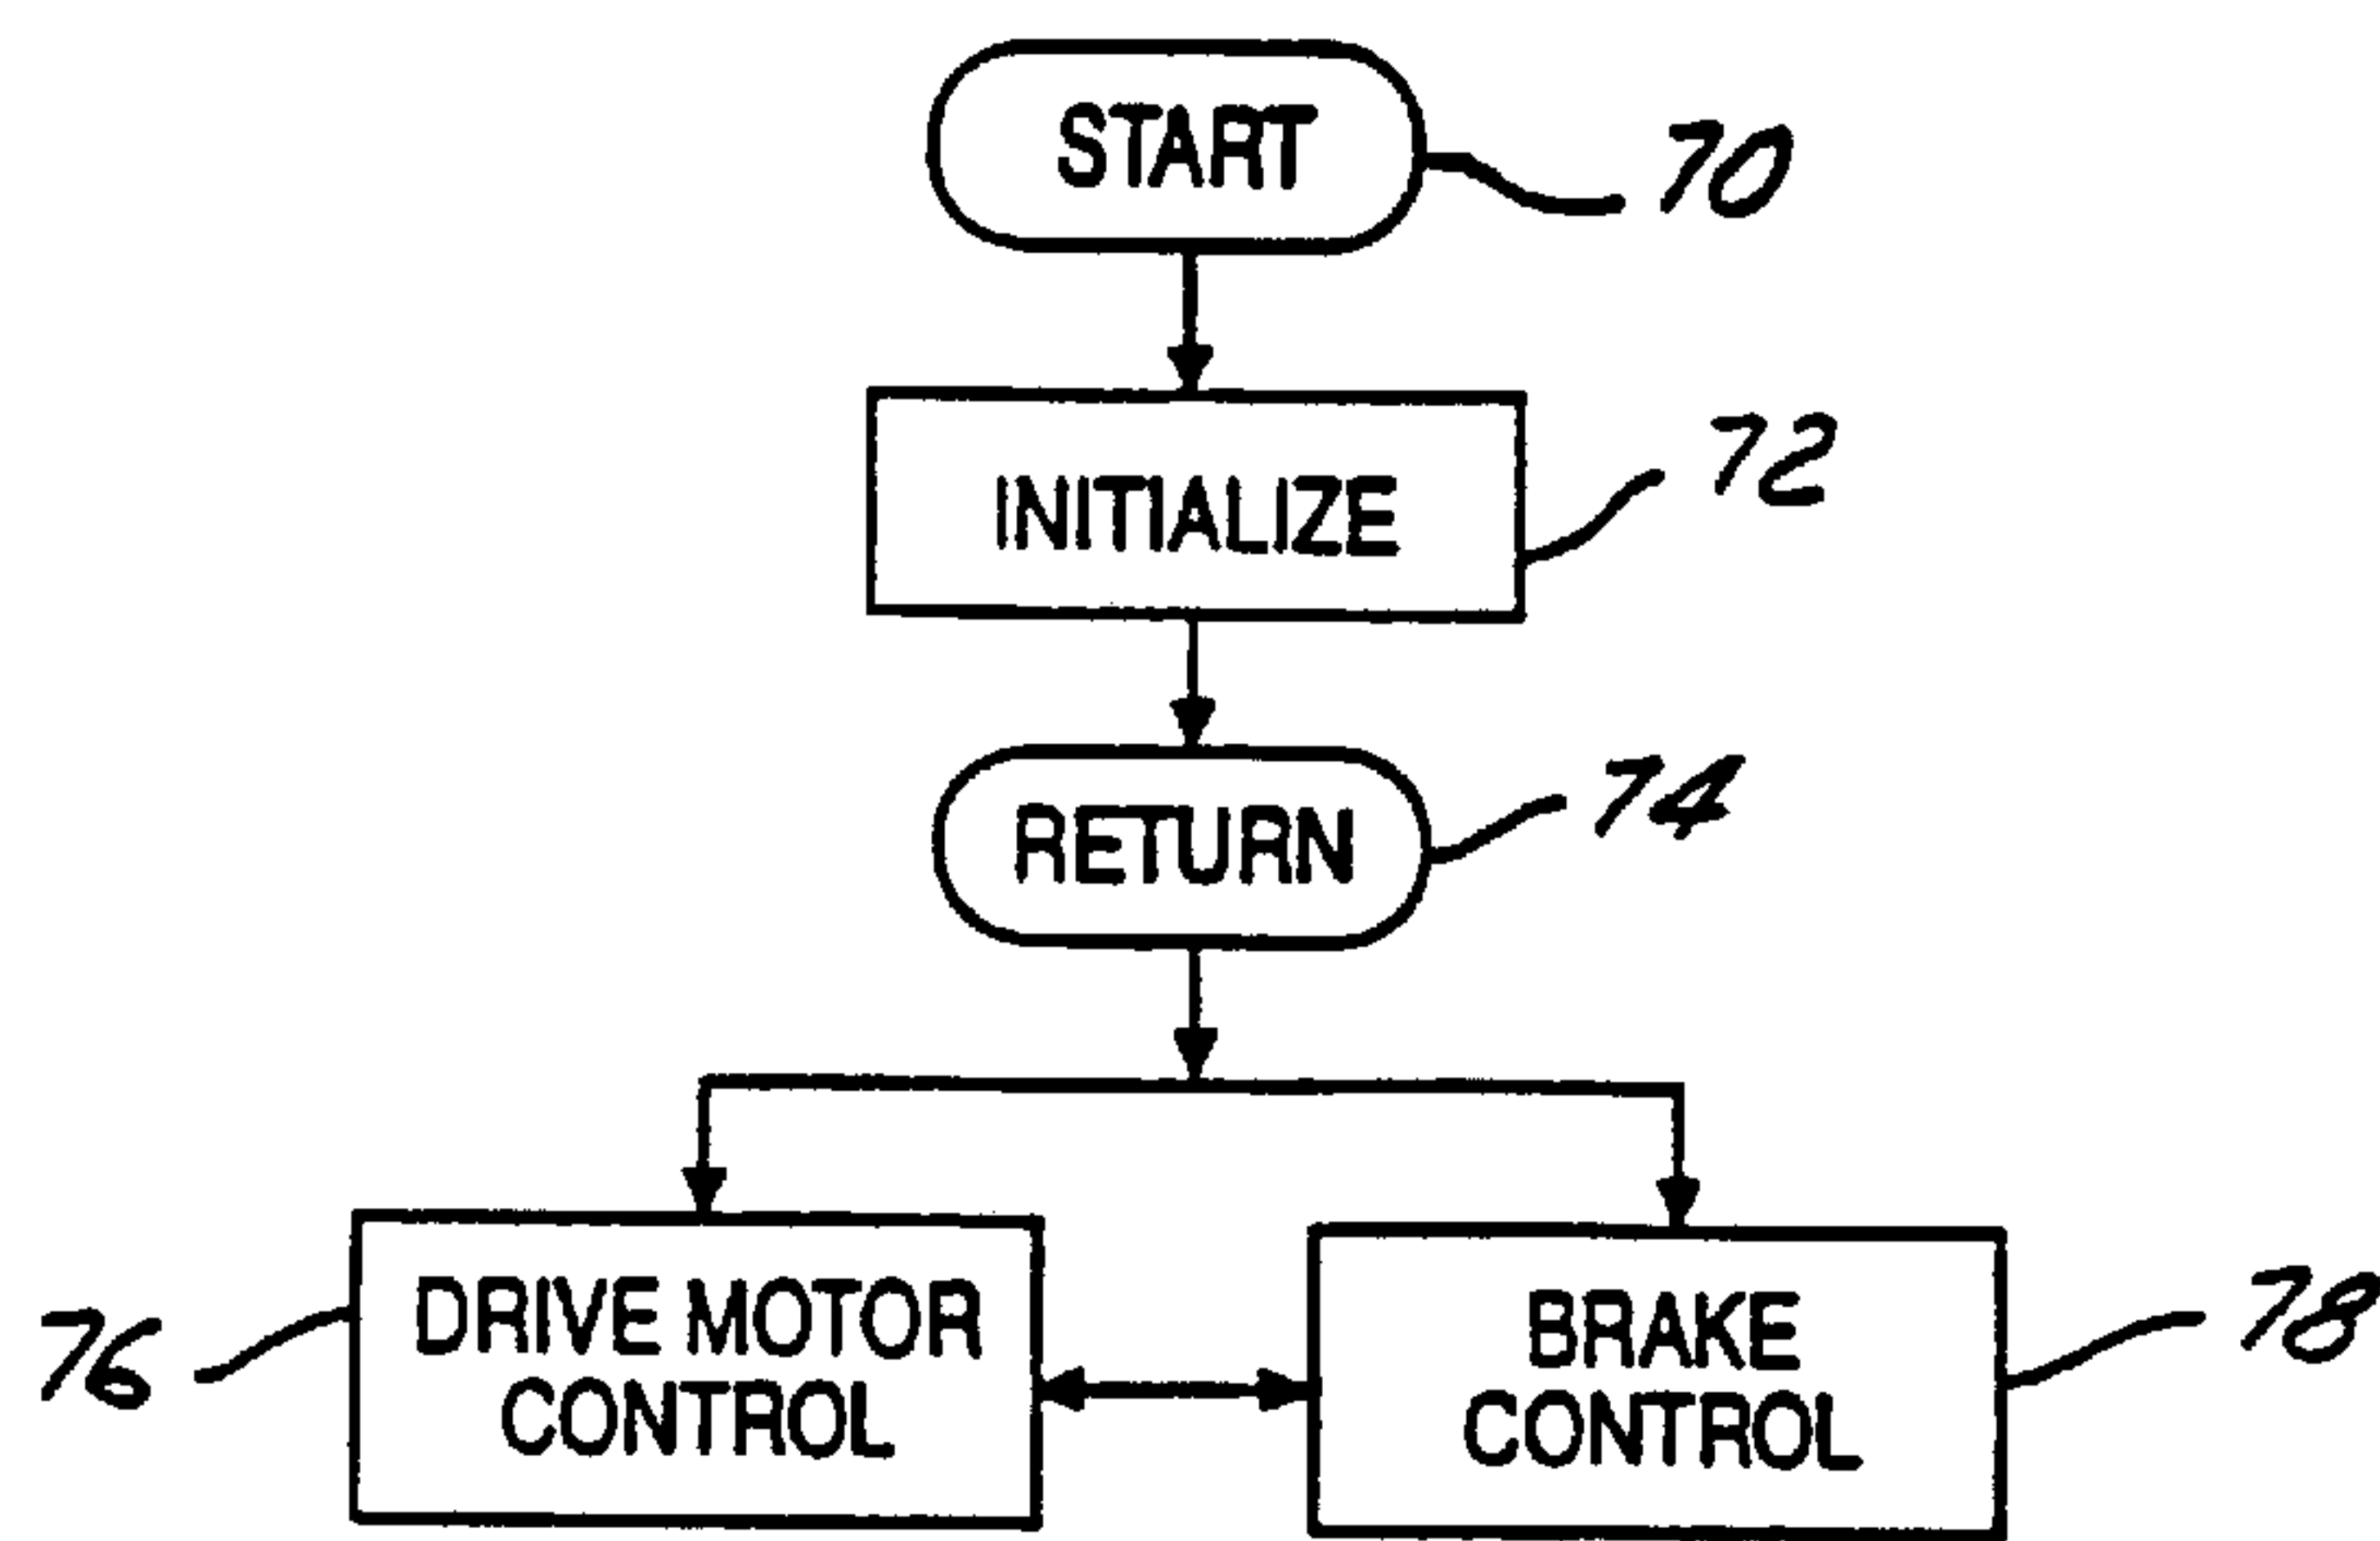 START
70
INITIALIZE
72
RETURN
74
DRIVE MOTOR
CONTROL
76
BRAKE
CONTROL
78